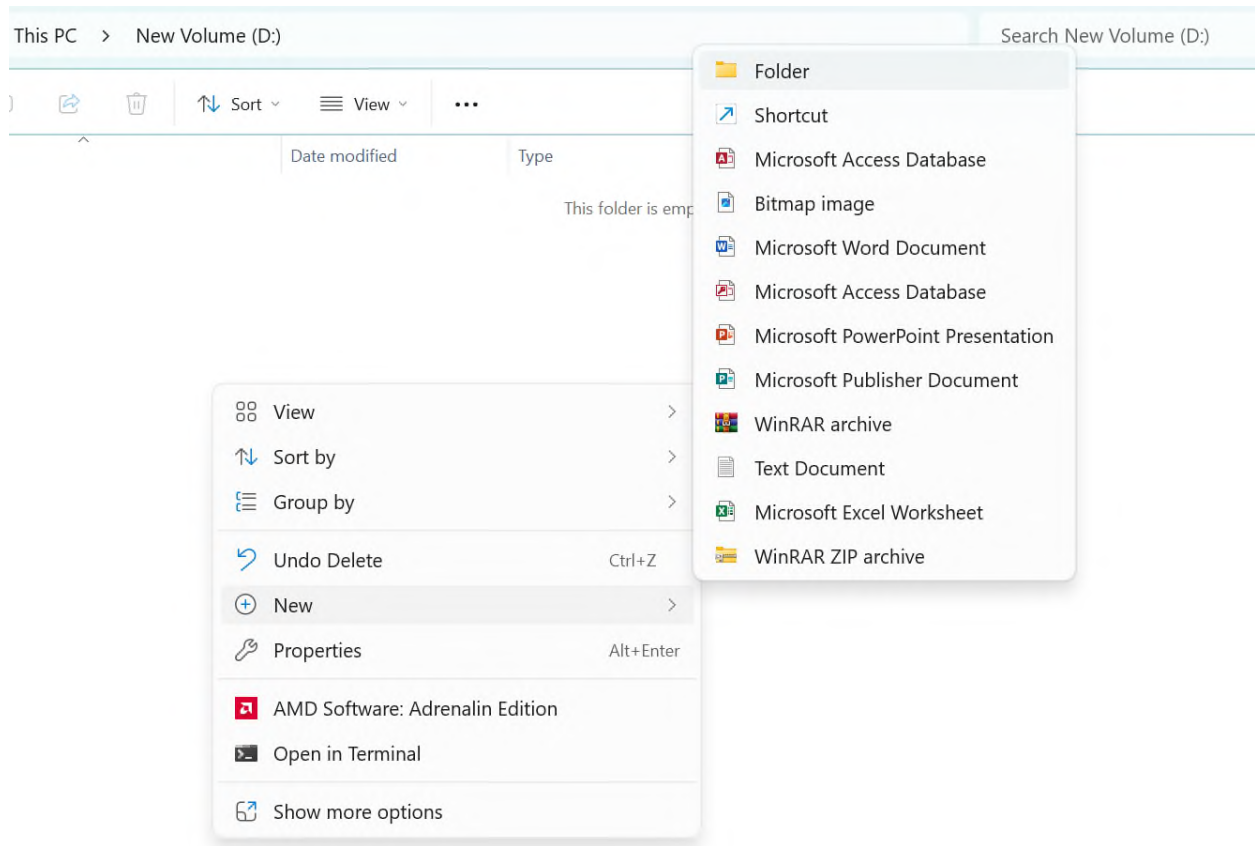 This PC > New Volume (D:)
Search New Volume (D:)
Sort
View
Date modified
Type
This folder is
Folder
Shortcut
Microsoft Access Database
Bitmap image
Microsoft Word Document
Microsoft Access Database
Microsoft PowerPoint Presentation
Microsoft Publisher Document
WinRAR archive
Text Document
Microsoft Excel Worksheet
WinRAR ZIP archive
View
Sort by
Group by
Undo Delete Ctrl+Z
New
Properties Alt+Enter
AMD Software: Adrenalin Edition
Open in Terminal
Show more options